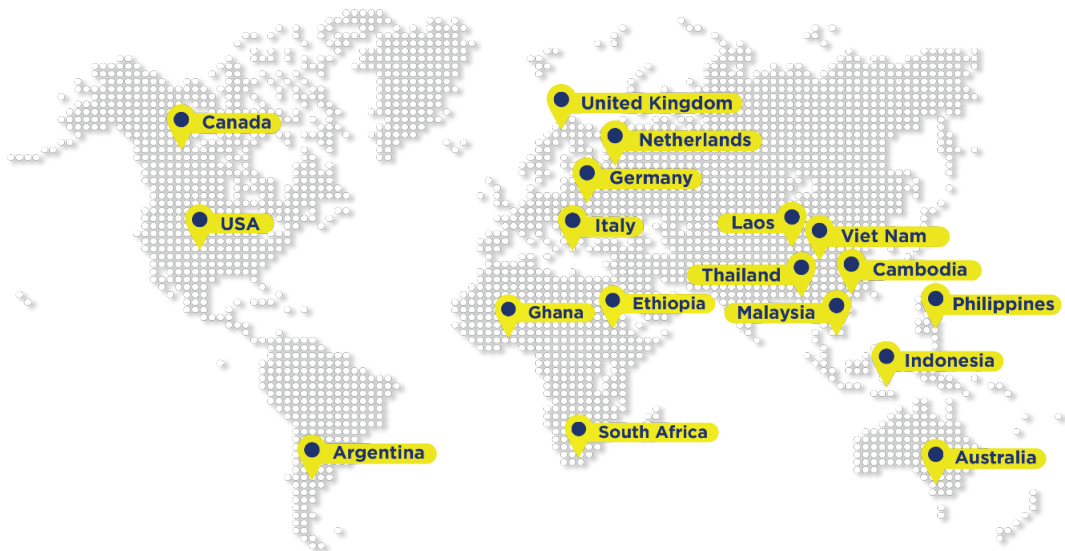 United Kingdom
Canada
Netherlands
Germany
USA
Italy
Laos
Viet Nam
Thailand
Cambodia
Ghana
Ethiopia
Malaysia
Philippines
Indonesia
South Africa
Argentina
Australia